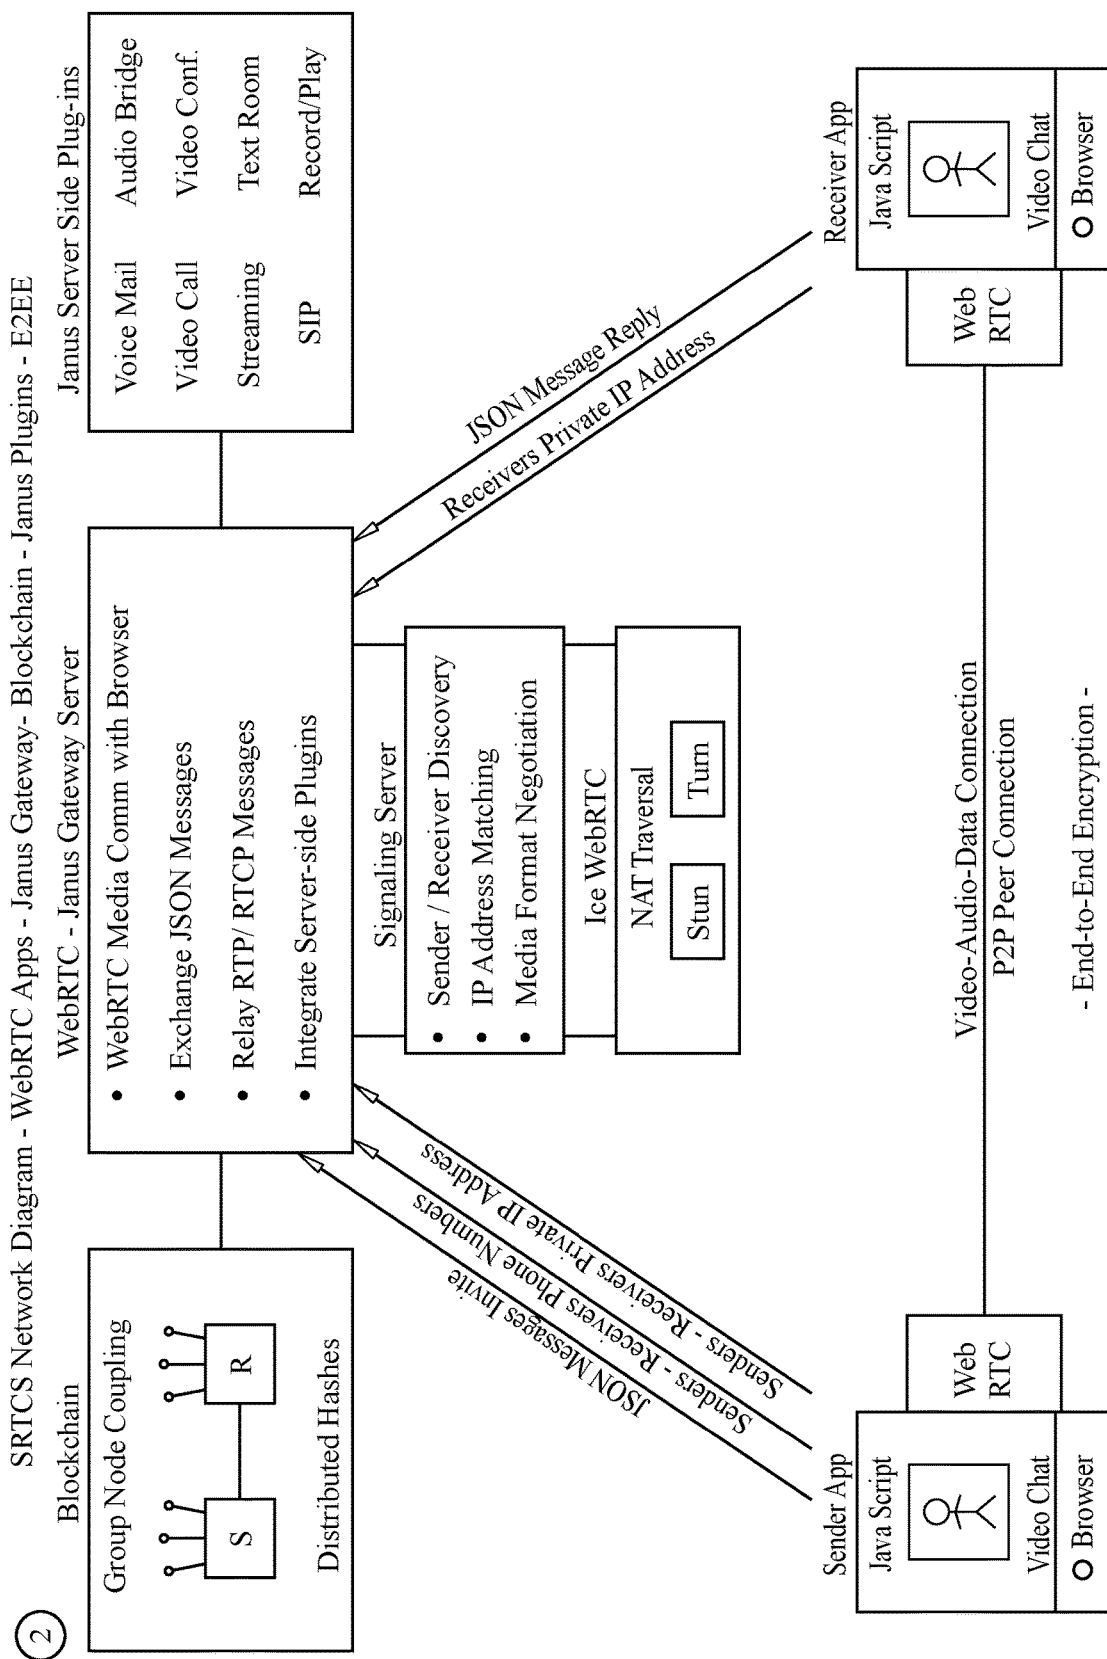 2
SRTCS Network Diagram - WebRTC Apps - Janus Gateway- Blockchain - Janus Plugins - E2EE
Blockchain
Group Node Coupling
S
R
Distributed Hashes
WebRTC - Janus Gateway Server
• WebRTC Media Comm with Browser
• Exchange JSON Messages
• Relay RTP/ RTCP Messages
• Integrate Server-side Plugins
Janus Server Side Plug-ins
Voice Mail Audio Bridge
Video Call Video Conf.
Streaming Text Room
SIP Record/Play
Signaling Server
• Sender / Receiver Discovery
• IP Address Matching
• Media Format Negotiation
Ice WebRTC
NAT Traversal
Stun
Turn
JSON Messages Invite
Senders - Receivers Phone Numbers
Senders - Receivers Private IP Address
JSON Message Reply
Receivers Private IP Address
Sender App
Java Script
Video Chat
Browser
Web
RTC
Video-Audio-Data Connection
P2P Peer Connection
- End-to-End Encryption -
Receiver App
Java Script
Video Chat
Browser
Web
RTC